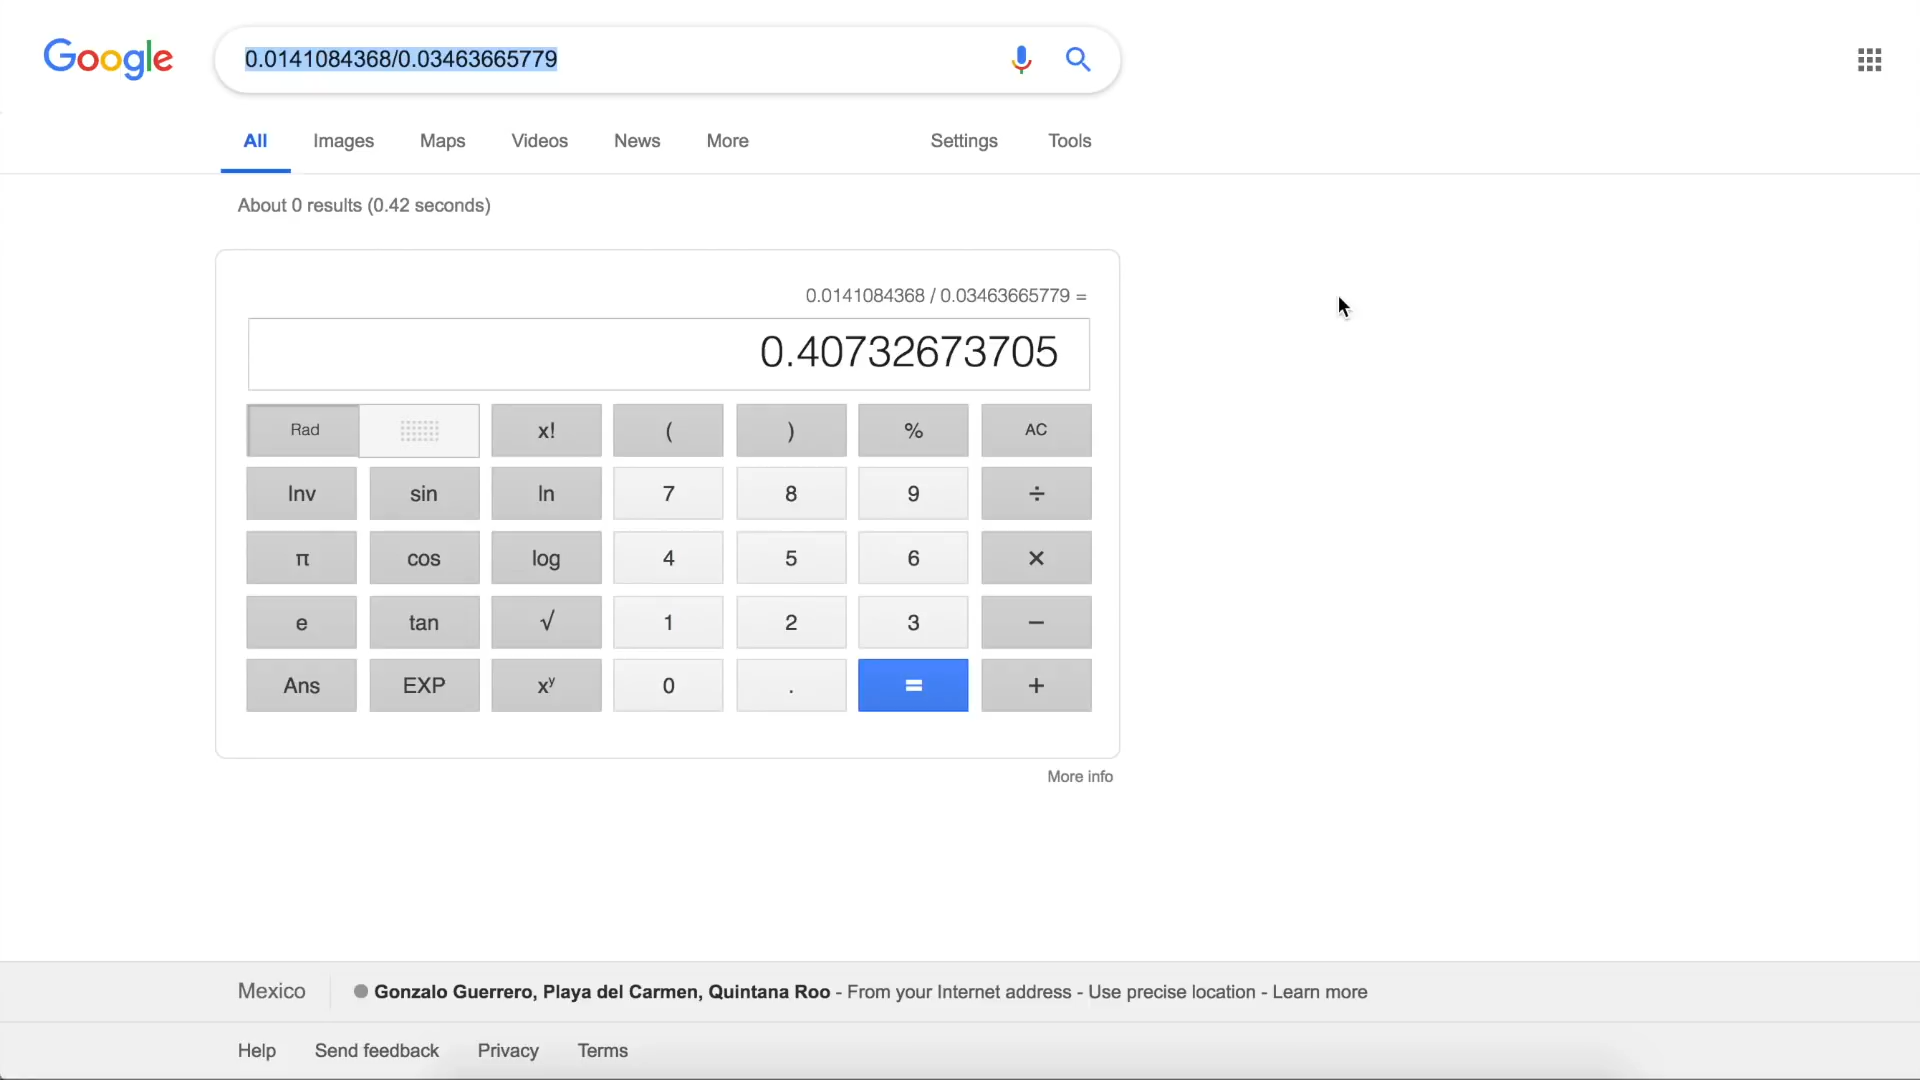 Google
0.0141084368/0.03463665779
All Images Maps Videos News More Settings Tools
About 0 results (0.42 seconds)
0.0141084368 / 0.03463665779 =
0.40732673705
Rad x! ( ) % AC
Inv sin ln 7 8 9 ÷
π cos log 4 5 6 ×
e tan √ 1 2 3 −
Ans EXP xʸ 0 . = +
More info
Mexico Gonzalo Guerrero, Playa del Carmen, Quintana Roo - From your Internet address - Use precise location - Learn more
Help Send feedback Privacy Terms